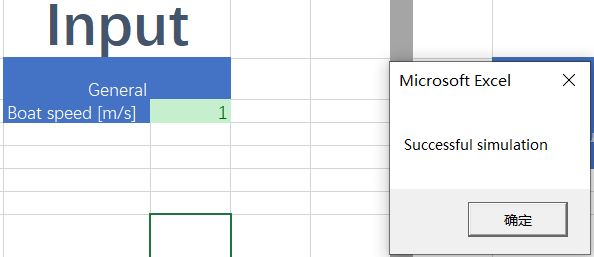 Input
General
Boat speed [m/s] 1
Microsoft Excel
Successful simulation
确定